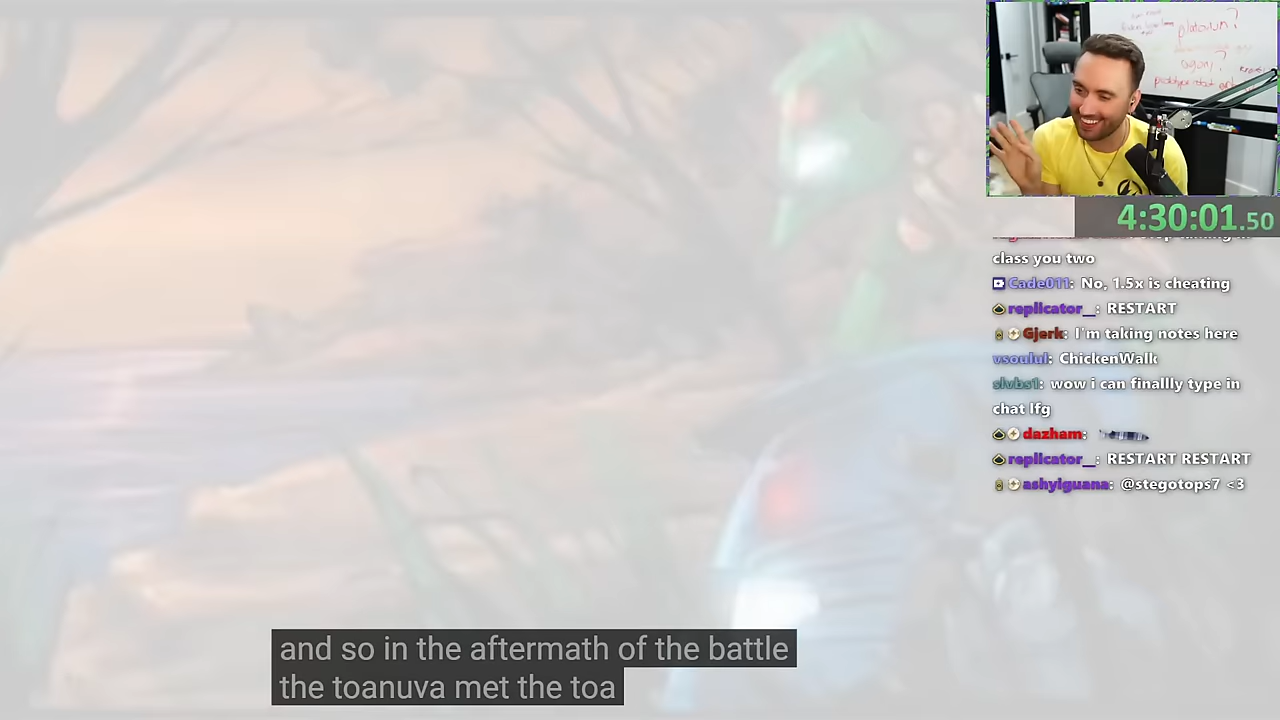 platown?
agony?
4:30:01.50
class you two
Cade011: No, 1.5x is cheating
replicator__: RESTART
Gjerk: I'm taking notes here
vsoulul: ChickenWalk
slvbs1: wow i can finallly type in
chat lfg
dazham:
replicator__: RESTART RESTART
ashyiguana: @stegotops7 <3
and so in the aftermath of the battle
the toanuva met the toa